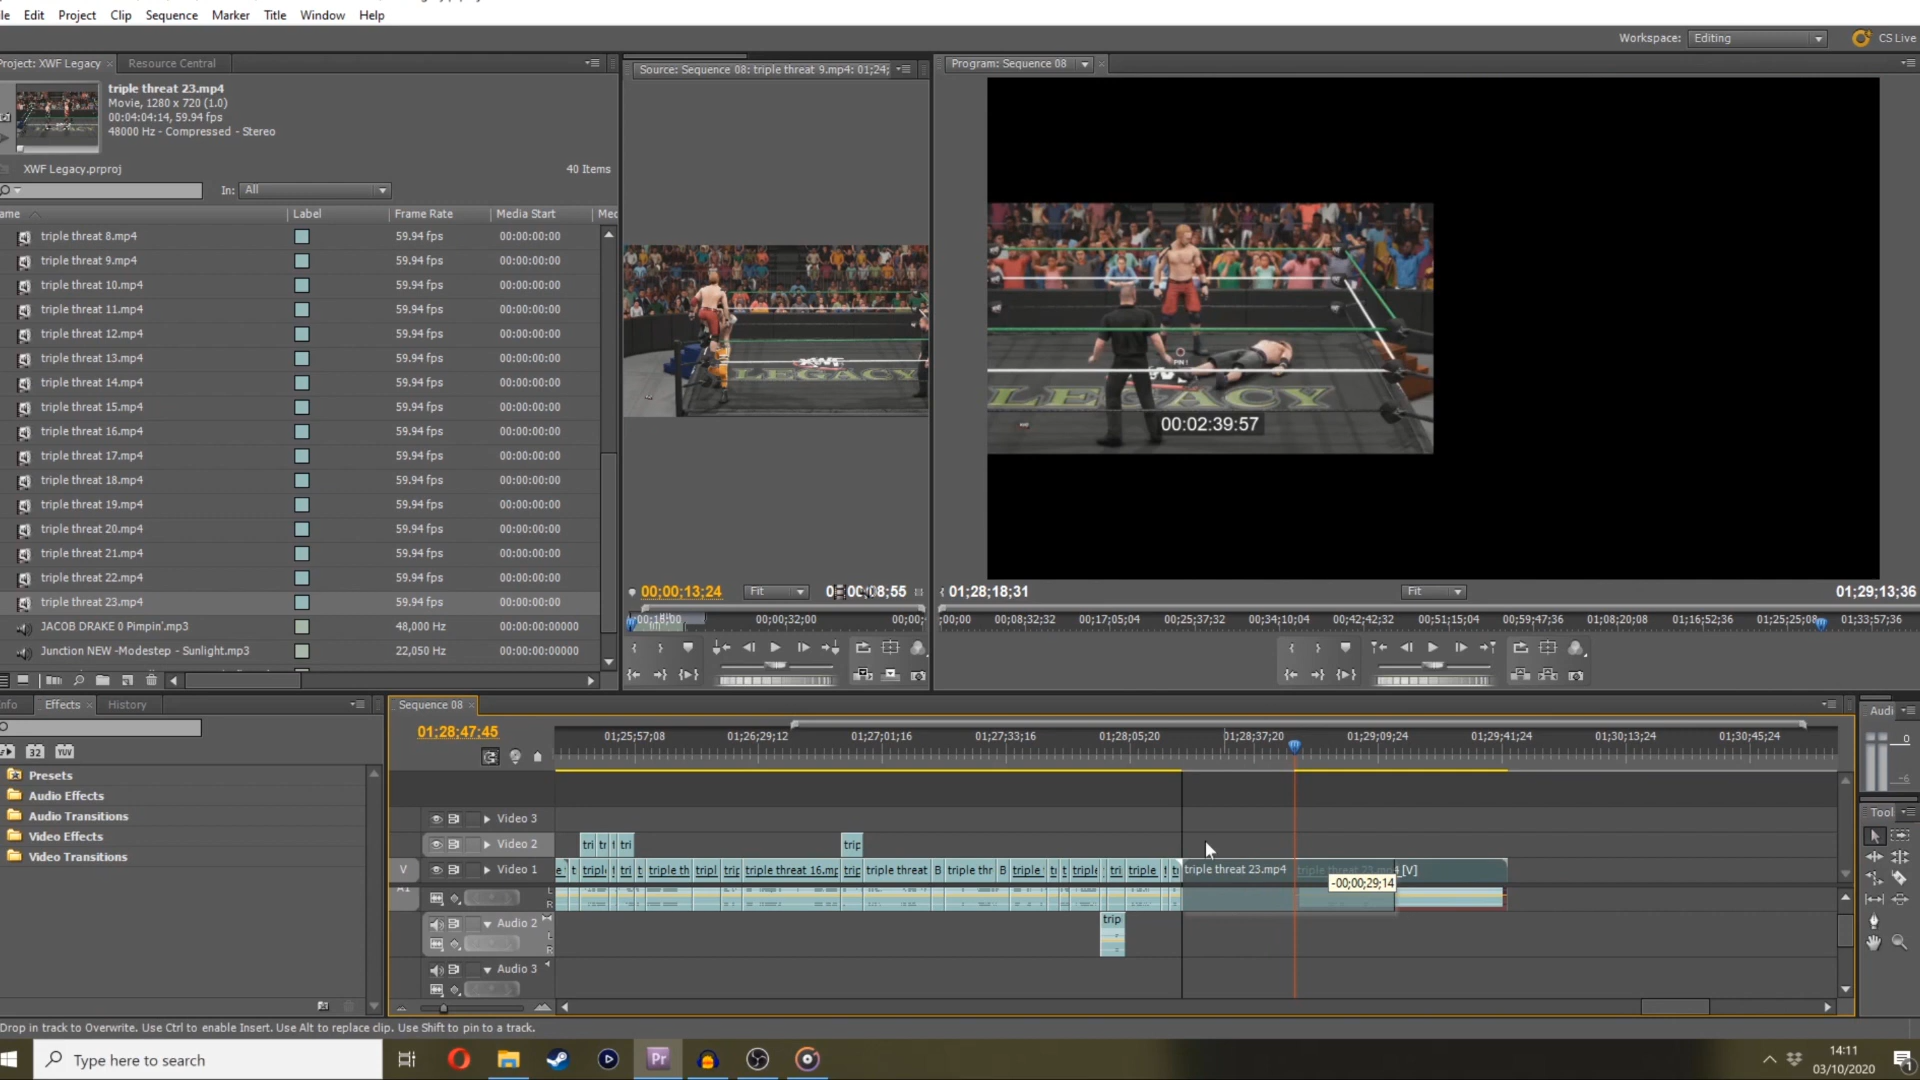 Edit Project Clip Sequence Marker Title Window Help
Workspace: Editing CS Live
Project: XWF Legacy Resource Central
Source: Sequence 08: triple threat 9.mp4: 01;24;
Program: Sequence 08
triple threat 23.mp4
Movie, 1280 x 720 (1.0)
00:04:04:14, 59.94 fps
48000 Hz - Compressed - Stereo
XWF Legacy.prproj 40 Items
In: All
ame Label Frame Rate Media Start Med
triple threat 8.mp4 59.94 fps 00:00:00:00
triple threat 9.mp4 59.94 fps 00:00:00:00
triple threat 10.mp4 59.94 fps 00:00:00:00
triple threat 11.mp4 59.94 fps 00:00:00:00
triple threat 12.mp4 59.94 fps 00:00:00:00
triple threat 13.mp4 59.94 fps 00:00:00:00
triple threat 14.mp4 59.94 fps 00:00:00:00
triple threat 15.mp4 59.94 fps 00:00:00:00
triple threat 16.mp4 59.94 fps 00:00:00:00
triple threat 17.mp4 59.94 fps 00:00:00:00
triple threat 18.mp4 59.94 fps 00:00:00:00
triple threat 19.mp4 59.94 fps 00:00:00:00
triple threat 20.mp4 59.94 fps 00:00:00:00
triple threat 21.mp4 59.94 fps 00:00:00:00
triple threat 22.mp4 59.94 fps 00:00:00:00
triple threat 23.mp4 59.94 fps 00:00:00:00
JACOB DRAKE 0 Pimpin'.mp3 48,000 Hz 00:00:00:00000
Junction NEW -Modestep - Sunlight.mp3 22,050 Hz 00:00:00:00000
LEGACY
PIN !
LEGACY
00:02:39:57
00;00;13;24 Fit
01;28;18;31 Fit 01;29;13;36
00;00;32;00 00;00;
;00;00 00;08;32;32 00;17;05;04 00;25;37;32 00;34;10;04 00;42;42;32 00;51;15;04 00;59;47;36 01;08;20;08 01;16;52;36 01;25;25;08 01;33;57;36
nfo Effects History
32 YUV
Presets
Audio Effects
Audio Transitions
Video Effects
Video Transitions
Sequence 08
01;28;47;45
01;25;57;08 01;26;29;12 01;27;01;16 01;27;33;16 01;28;05;20 01;28;37;20 01;29;09;24 01;29;41;24 01;30;13;24 01;30;45;24
Video 3
Video 2 tri tr tri trip
V Video 1 tripl tri triple th tripl trip triple threat 16.mp trip triple threat B triple thr B triple triple tri triple triple threat 23.mp4 triple threat 23.mp4 [V]
-00;00;29;14
A1 L
R
Audio 2 trip
L
R
Audio 3
Audi
0
-6
Tool
Drop in track to Overwrite. Use Ctrl to enable Insert. Use Alt to replace clip. Use Shift to pin to a track.
Type here to search
Pr
14:11
03/10/2020
1